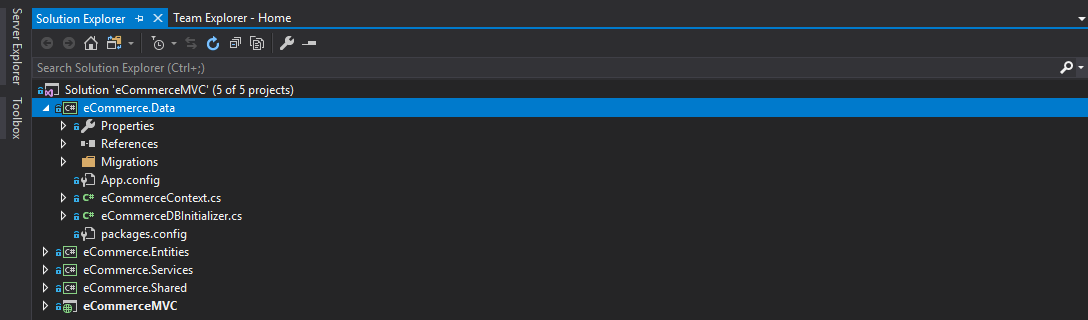 Server Explorer
Toolbox
Solution Explorer
Team Explorer - Home
Search Solution Explorer (Ctrl+;)
Solution 'eCommerceMVC' (5 of 5 projects)
C# eCommerce.Data
Properties
References
Migrations
App.config
C# eCommerceContext.cs
C# eCommerceDBInitializer.cs
packages.config
C# eCommerce.Entities
C# eCommerce.Services
C# eCommerce.Shared
eCommerceMVC